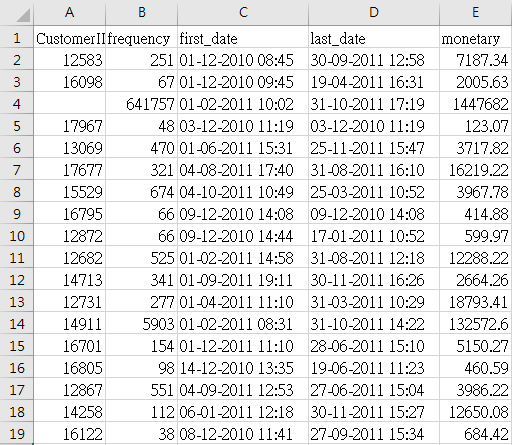 A B C D E
1 CustomerII frequency first_date last_date monetary
2 12583 251 01-12-2010 08:45 30-09-2011 12:58 7187.34
3 16098 67 01-12-2010 09:45 19-04-2011 16:31 2005.63
4 641757 01-02-2011 10:02 31-10-2011 17:19 1447682
5 17967 48 03-12-2010 11:19 03-12-2010 11:19 123.07
6 13069 470 01-06-2011 15:31 25-11-2011 15:47 3717.82
7 17677 321 04-08-2011 17:40 31-08-2011 16:10 16219.22
8 15529 674 04-10-2011 10:49 25-03-2011 10:52 3967.78
9 16795 66 09-12-2010 14:08 09-12-2010 14:08 414.88
10 12872 66 09-12-2010 14:44 17-01-2011 10:52 599.97
11 12682 525 01-02-2011 14:58 31-08-2011 12:18 12288.22
12 14713 341 01-09-2011 19:11 30-11-2011 16:26 2664.26
13 12731 277 01-04-2011 11:10 31-03-2011 10:29 18793.41
14 14911 5903 01-02-2011 08:31 31-10-2011 14:22 132572.6
15 16701 154 01-12-2011 11:10 28-06-2011 15:10 5150.27
16 16805 98 14-12-2010 13:35 19-06-2011 11:23 460.59
17 12867 551 04-09-2011 12:53 27-06-2011 15:04 3986.22
18 14258 112 06-01-2011 12:18 30-11-2011 15:27 12650.08
19 16122 38 08-12-2010 11:41 27-09-2011 15:34 684.42